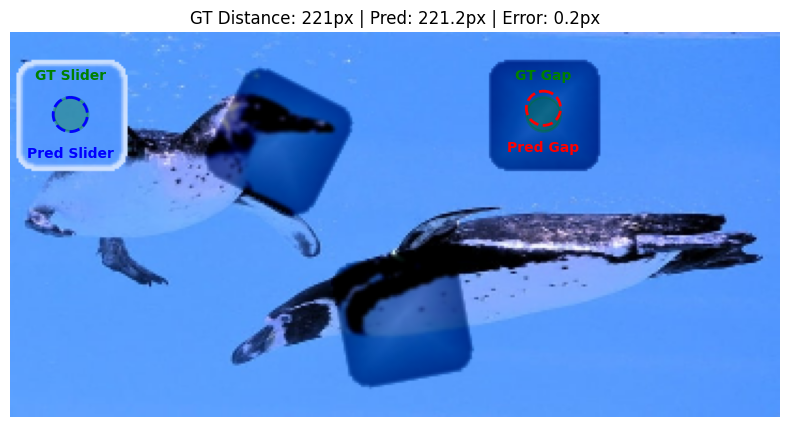 GT Distance: 221px | Pred: 221.2px | Error: 0.2px
GT Slider
GT Gap
Pred Slider
Pred Gap